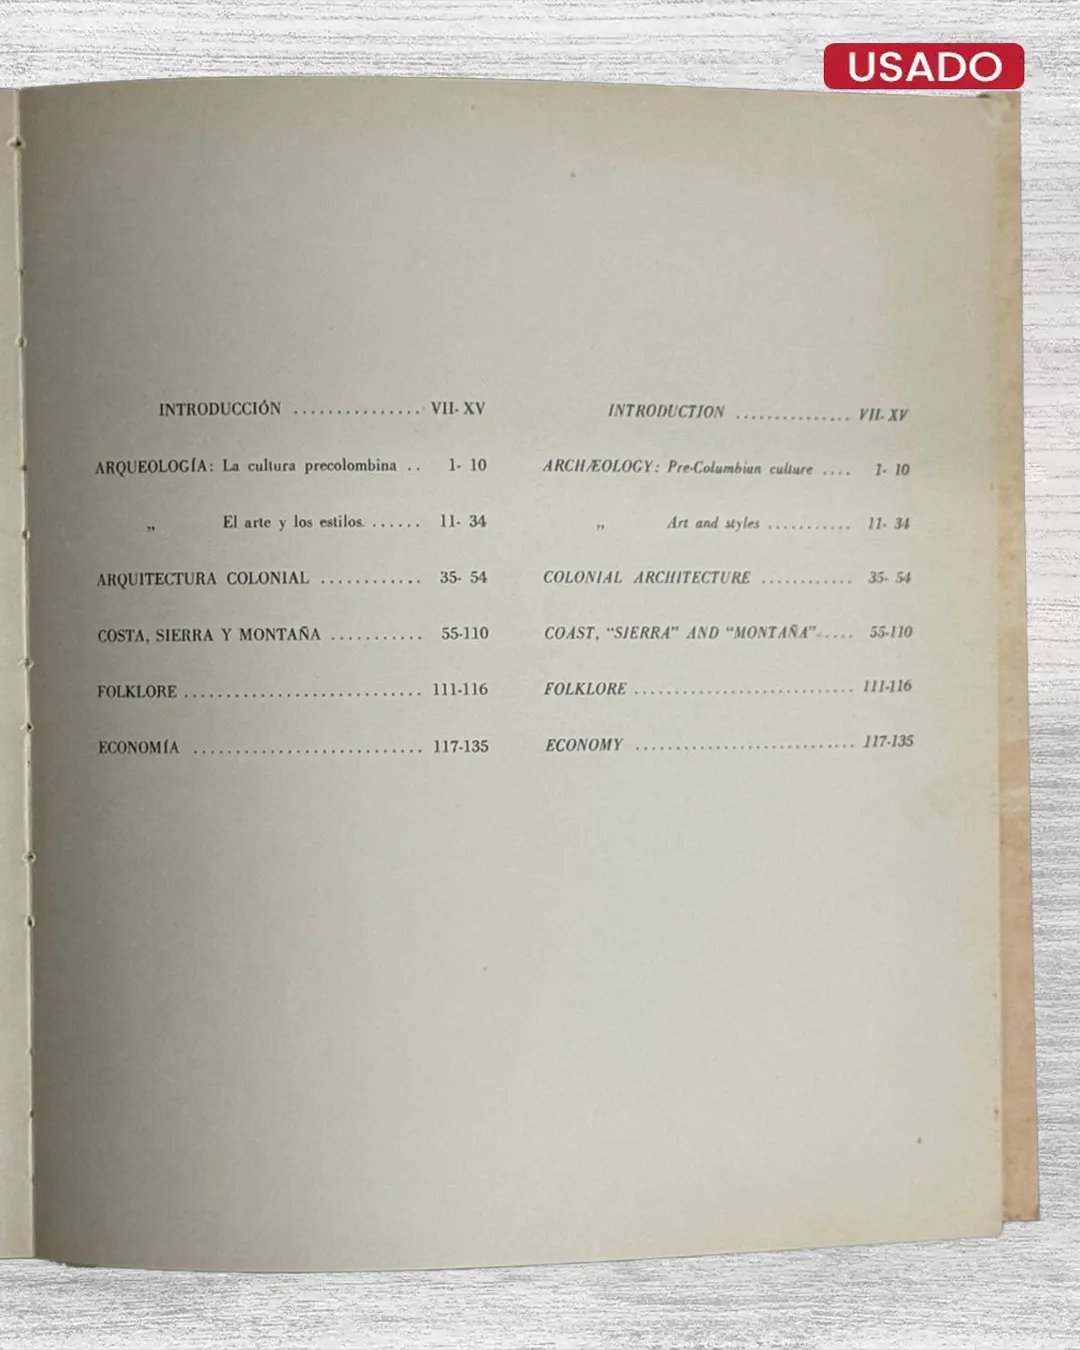 USADO
INTRODUCCIÓN ............... VII- XV
ARQUEOLOGÍA: La cultura precolombina .. 1- 10
„ El arte y los estilos. ...... 11- 34
ARQUITECTURA COLONIAL ............ 35- 54
COSTA, SIERRA Y MONTAÑA ........... 55-110
FOLKLORE ............................ 111-116
ECONOMÍA ........................... 117-135
INTRODUCTION ............... VII- XV
ARCHÆOLOGY: Pre-Columbian culture .... 1- 10
„ Art and styles ........... 11- 34
COLONIAL ARCHITECTURE ............ 35- 54
COAST, “SIERRA” AND “MONTAÑA”..... 55-110
FOLKLORE ............................ 111-116
ECONOMY ............................ 117-135